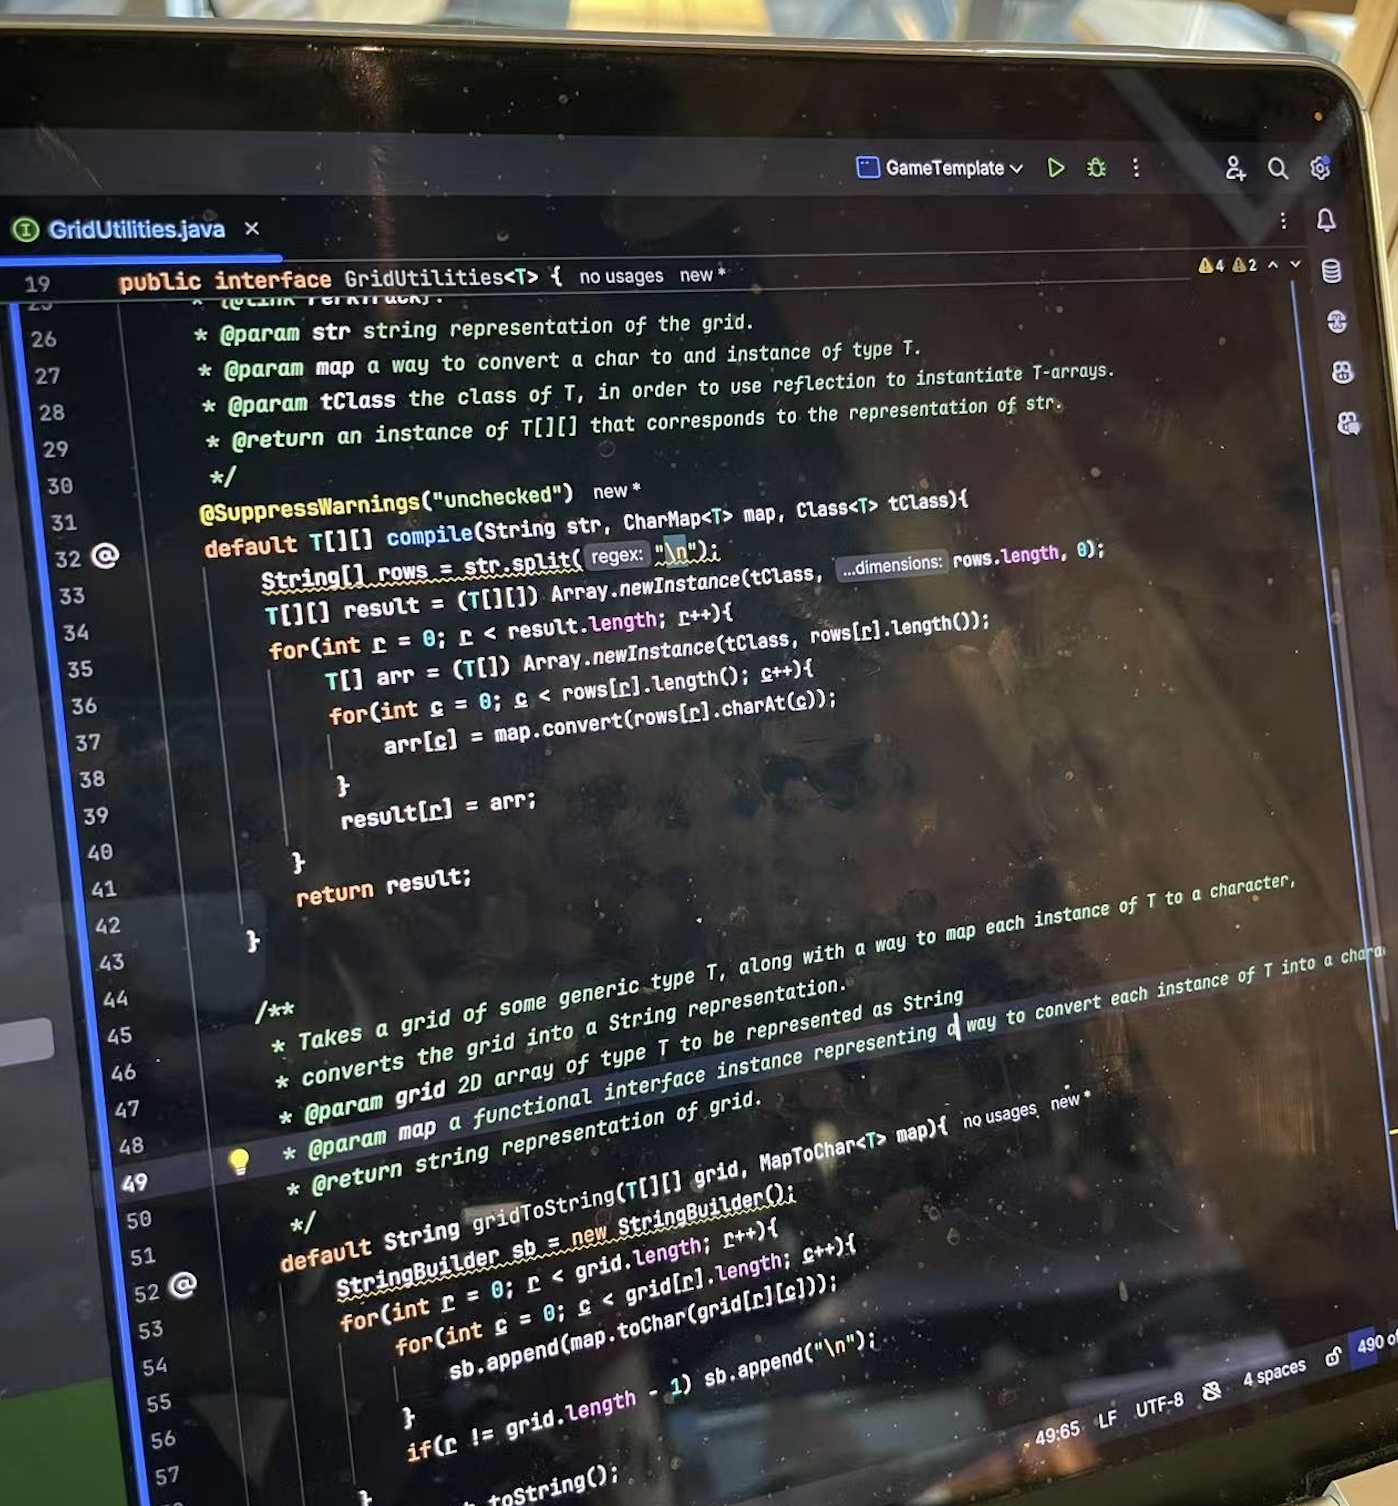 GameTemplate
GridUtilities.java
19 public interface GridUtilities<T> { no usages new *
4 2
25
26 * @param str string representation of the grid.
27 * @param map a way to convert a char to and instance of type T.
28 * @param tClass the class of T, in order to use reflection to instantiate T-arrays.
29 * @return an instance of T[][] that corresponds to the representation of str.
30 */
31 @SuppressWarnings("unchecked") new *
32 @ default T[][] compile(String str, CharMap<T> map, Class<T> tClass){
33 String[] rows = str.split( regex: "\n");
34 T[][] result = (T[][]) Array.newInstance(tClass, ...dimensions: rows.length, 0);
35 for(int r = 0; r < result.length; r++){
36 T[] arr = (T[]) Array.newInstance(tClass, rows[r].length());
37 for(int c = 0; c < rows[r].length(); c++){
38 arr[c] = map.convert(rows[r].charAt(c));
39 }
40 result[r] = arr;
41 }
42 return result;
43 }
44
45 /**
46 * Takes a grid of some generic type T, along with a way to map each instance of T to a character,
47 * converts the grid into a String representation.
48 * @param grid 2D array of type T to be represented as String
49 * @param map a functional interface instance representing a way to convert each instance of T into a chara
50 * @return string representation of grid.
51 */
52 @ default String gridToString(T[][] grid, MapToChar<T> map){ no usages new *
53 StringBuilder sb = new StringBuilder();
54 for(int r = 0; r < grid.length; r++){
55 for(int c = 0; c < grid[r].length; c++){
56 sb.append(map.toChar(grid[r][c]));
57 }
if(r != grid.length - 1) sb.append("\n");
}
.toString();
49:65 LF UTF-8 4 spaces 490 of